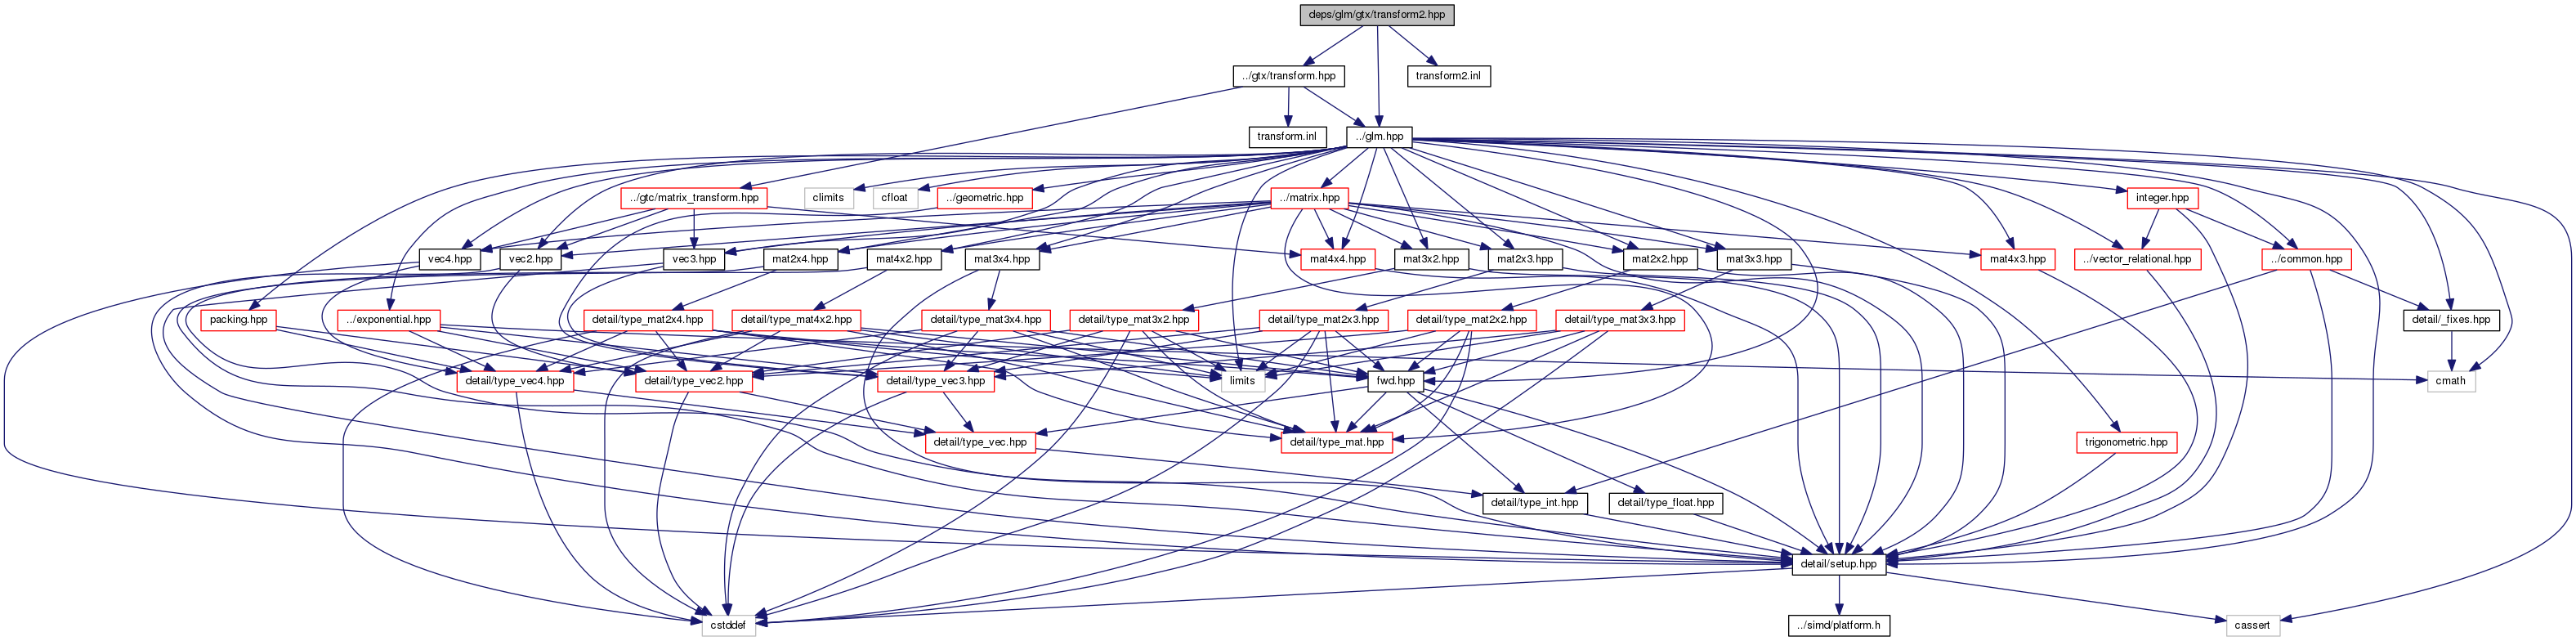 deps/glm/gtx/transform2.hpp
../gtx/transform.hpp
transform2.inl
transform.inl
../glm.hpp
../gtc/matrix_transform.hpp
climits
cfloat
../geometric.hpp
../matrix.hpp
integer.hpp
vec4.hpp
vec2.hpp
vec3.hpp
mat2x4.hpp
mat4x2.hpp
mat3x4.hpp
mat4x4.hpp
mat3x2.hpp
mat2x3.hpp
mat2x2.hpp
mat3x3.hpp
mat4x3.hpp
../vector_relational.hpp
../common.hpp
packing.hpp
../exponential.hpp
detail/type_mat2x4.hpp
detail/type_mat4x2.hpp
detail/type_mat3x4.hpp
detail/type_mat3x2.hpp
detail/type_mat2x3.hpp
detail/type_mat2x2.hpp
detail/type_mat3x3.hpp
detail/_fixes.hpp
detail/type_vec4.hpp
detail/type_vec2.hpp
detail/type_vec3.hpp
limits
fwd.hpp
cmath
detail/type_vec.hpp
detail/type_mat.hpp
trigonometric.hpp
detail/type_int.hpp
detail/type_float.hpp
detail/setup.hpp
cstddef
../simd/platform.h
cassert